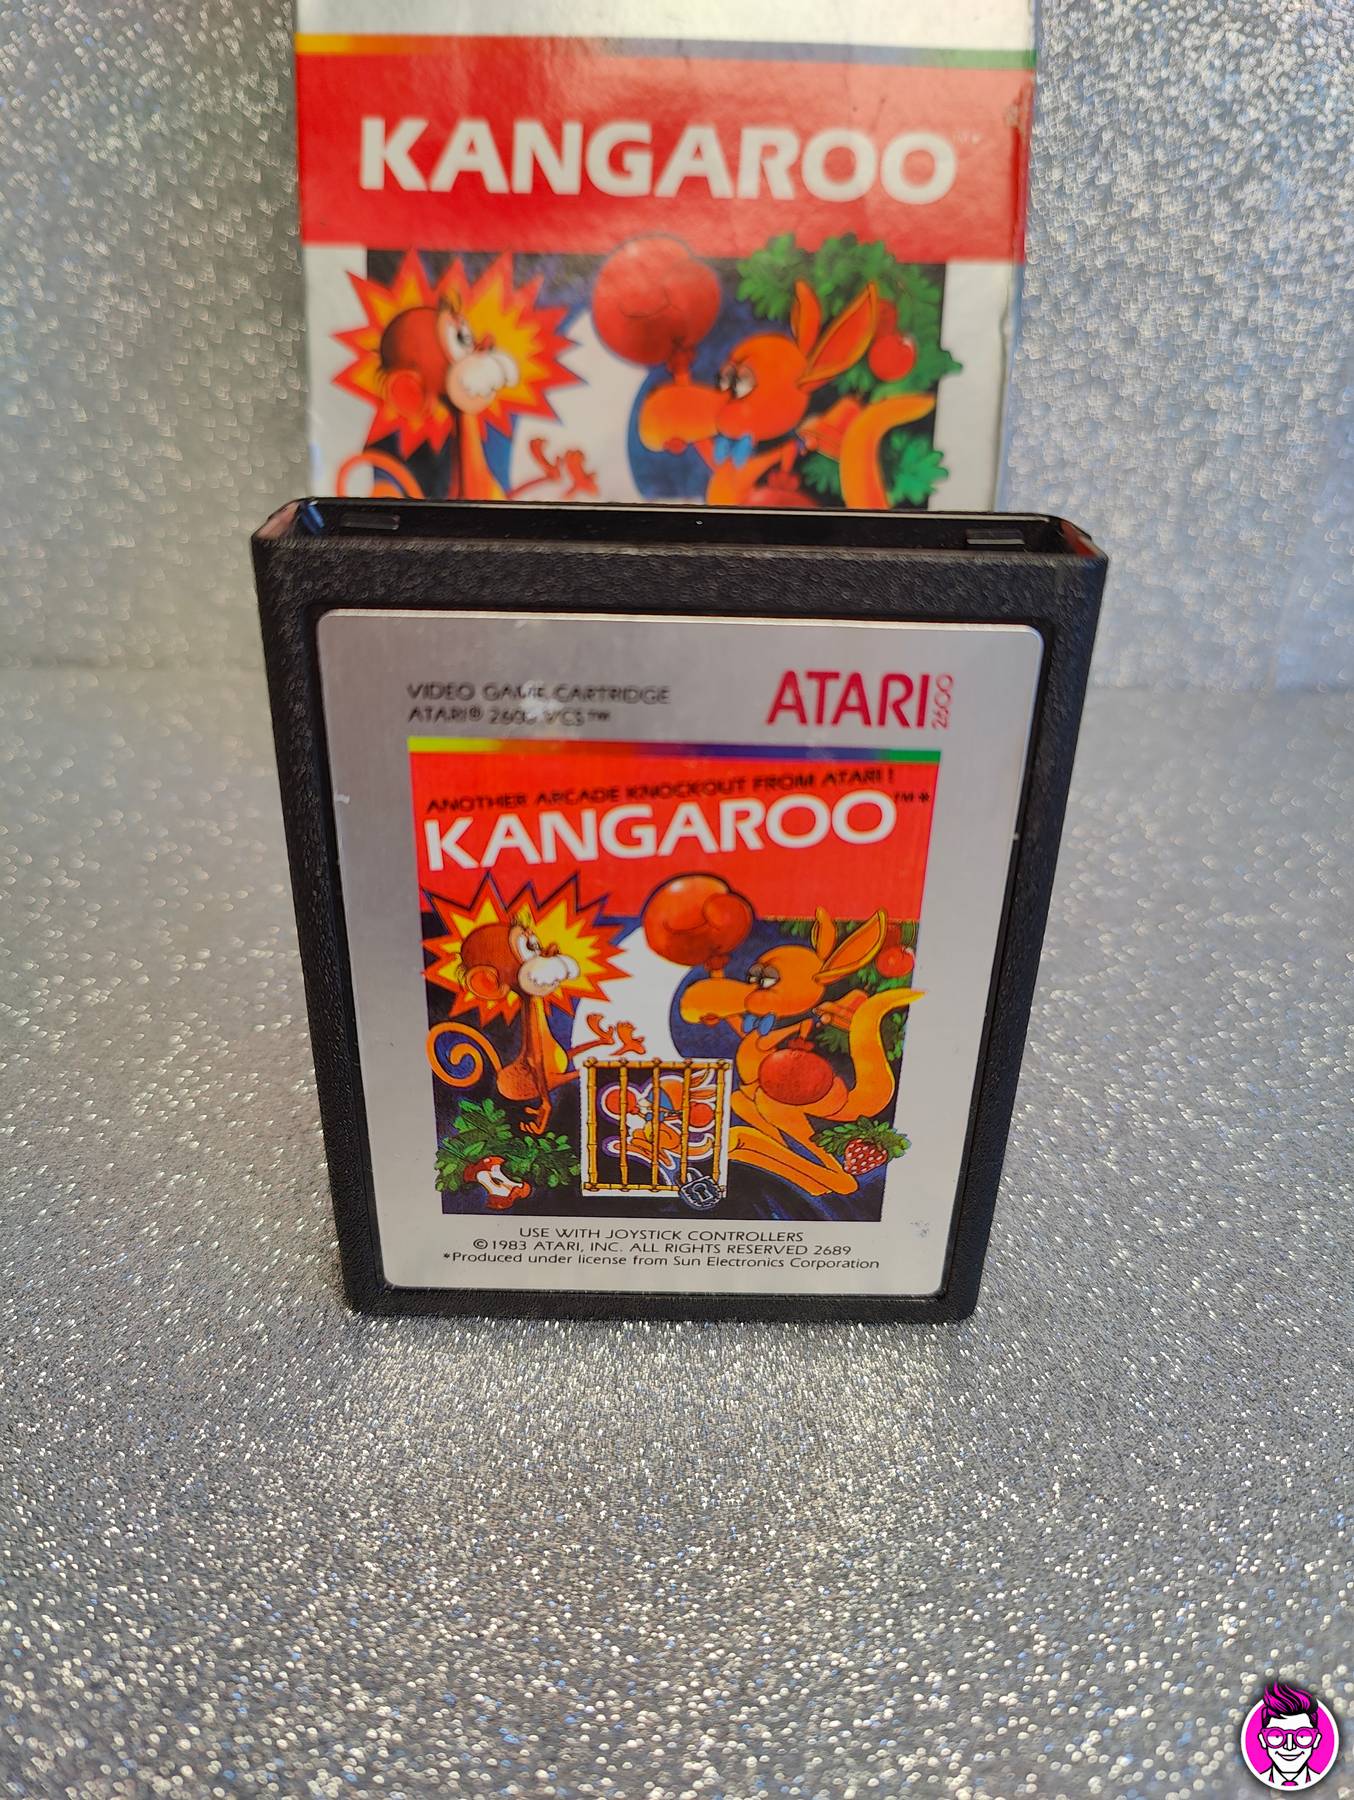 KANGAROO
VIDEO GAME CARTRIDGE
ATARI® 2600 VCS™
ATARI 2600
ANOTHER ARCADE KNOCKOUT FROM ATARI!
KANGAROO™*
USE WITH JOYSTICK CONTROLLERS
©1983 ATARI, INC. ALL RIGHTS RESERVED 2689
*Produced under license from Sun Electronics Corporation